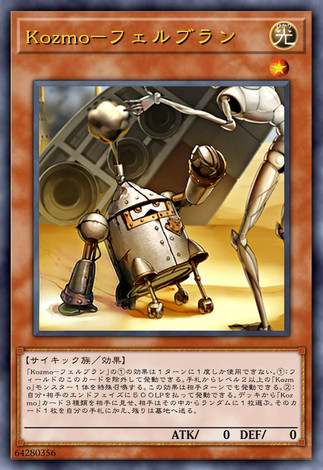 Kozmo－フェルブラン
光
【サイキック族／効果】
「Kozmo－フェルブラン」の①の効果は１ターンに１度しか使用できない。①：フ
ィールドのこのカードを除外して発動できる。手札からレベル２以上の「Koz
mo」モンスター１体を特殊召喚する。この効果は相手ターンでも発動できる。②：
自分・相手のエンドフェイズに５００LPを払って発動できる。デッキから「Koz
mo」カード３種類を相手に見せ、相手はその中からランダムに１枚選ぶ。そのカ
ード１枚を自分の手札に加え、残りは墓地へ送る。
ATK/ 0 DEF/ 0
64280356